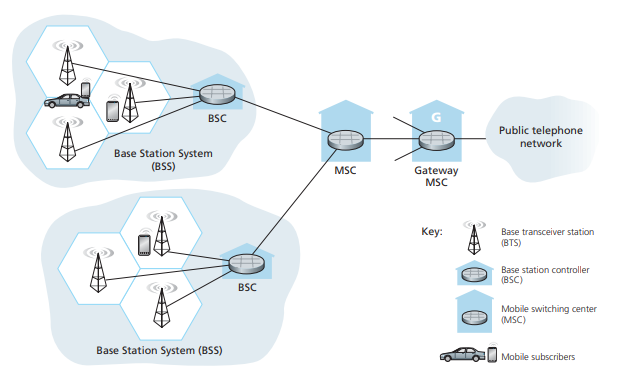 BSC
Base Station System
(BSS)
G
MSC
Gateway
MSC
Public telephone
network
Key:
Base transceiver station
(BTS)
Base station controller
(BSC)
Mobile switching center
(MSC)
Mobile subscribers
BSC
Base Station System (BSS)